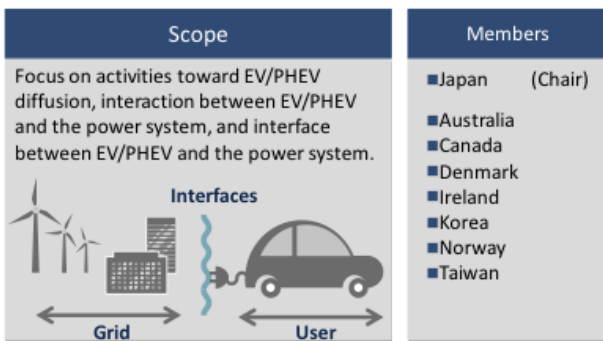 Scope
Focus on activities toward EV/PHEV
diffusion, interaction between EV/PHEV
and the power system, and interface
between EV/PHEV and the power system.
Interfaces
Grid
User
Members
■Japan (Chair)
■Australia
■Canada
■Denmark
■Ireland
■Korea
■Norway
■Taiwan